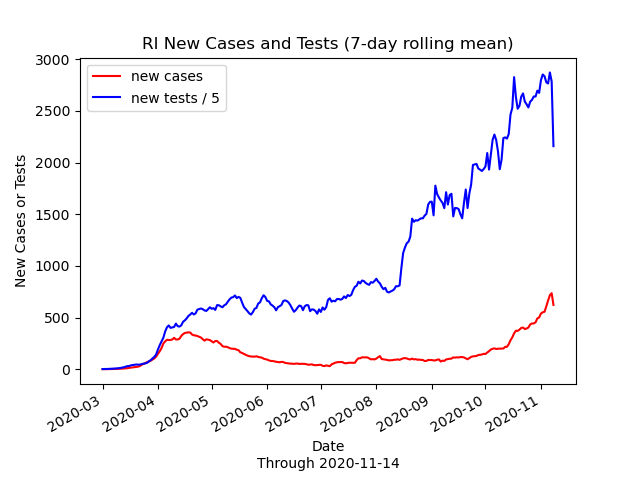 RI New Cases and Tests (7-day rolling mean)
new cases
new tests / 5
New Cases or Tests
3000
2500
2000
1500
1000
500
0
2020-03
2020-04
2020-05
2020-06
2020-07
2020-08
2020-09
2020-10
2020-11
Date
Through 2020-11-14